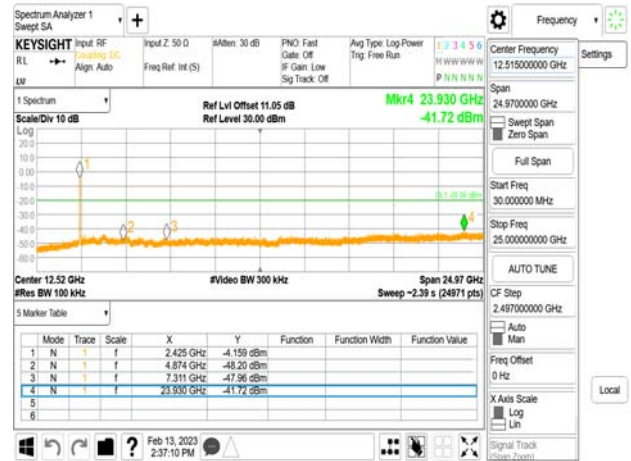 Spectrum Analyzer 1
Swept SA
+
Frequency
KEYSIGHT
RL
Input: RF
Coupling: DC
Align: Auto
Input Z: 50 Ω
Freq Ref: Int (S)
#Atten: 30 dB
PNO: Fast
Gate: Off
IF Gain: Low
Sig Track: Off
Avg Type: Log-Power
Trig: Free Run
1 2 3 4 5 6
M W W W W W
P N N N N N
1 Spectrum
Scale/Div 10 dB
Log
Ref Lvl Offset 11.05 dB
Ref Level 30.00 dBm
Mkr4 23.930 GHz
-41.72 dBm
20.0
10.0
0.00
-10.0
-20.0
-30.0
-40.0
-50.0
-60.0
1
2
3
4
Center 12.52 GHz
#Res BW 100 kHz
#Video BW 300 kHz
Span 24.97 GHz
Sweep ~2.39 s (24971 pts)
5 Marker Table
Mode Trace Scale X Y Function Function Width Function Value
1 N 1 f 2.425 GHz -4.159 dBm
2 N 1 f 4.874 GHz -48.20 dBm
3 N 1 f 7.311 GHz -47.96 dBm
4 N 1 f 23.930 GHz -41.72 dBm
5
6
Feb 13, 2023
2:37:10 PM
Center Frequency
12.515000000 GHz
Span
24.9700000 GHz
Swept Span
Zero Span
Full Span
Start Freq
30.000000 MHz
Stop Freq
25.000000000 GHz
AUTO TUNE
CF Step
2.497000000 GHz
Auto
Man
Freq Offset
0 Hz
X Axis Scale
Log
Lin
Signal Track
(Span Zoom)
Settings
Local